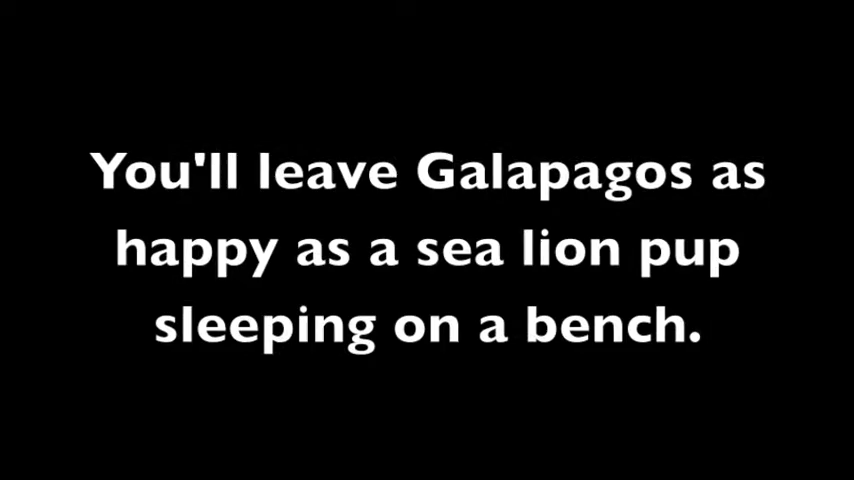 You'll leave Galapagos as
happy as a sea lion pup
sleeping on a bench.